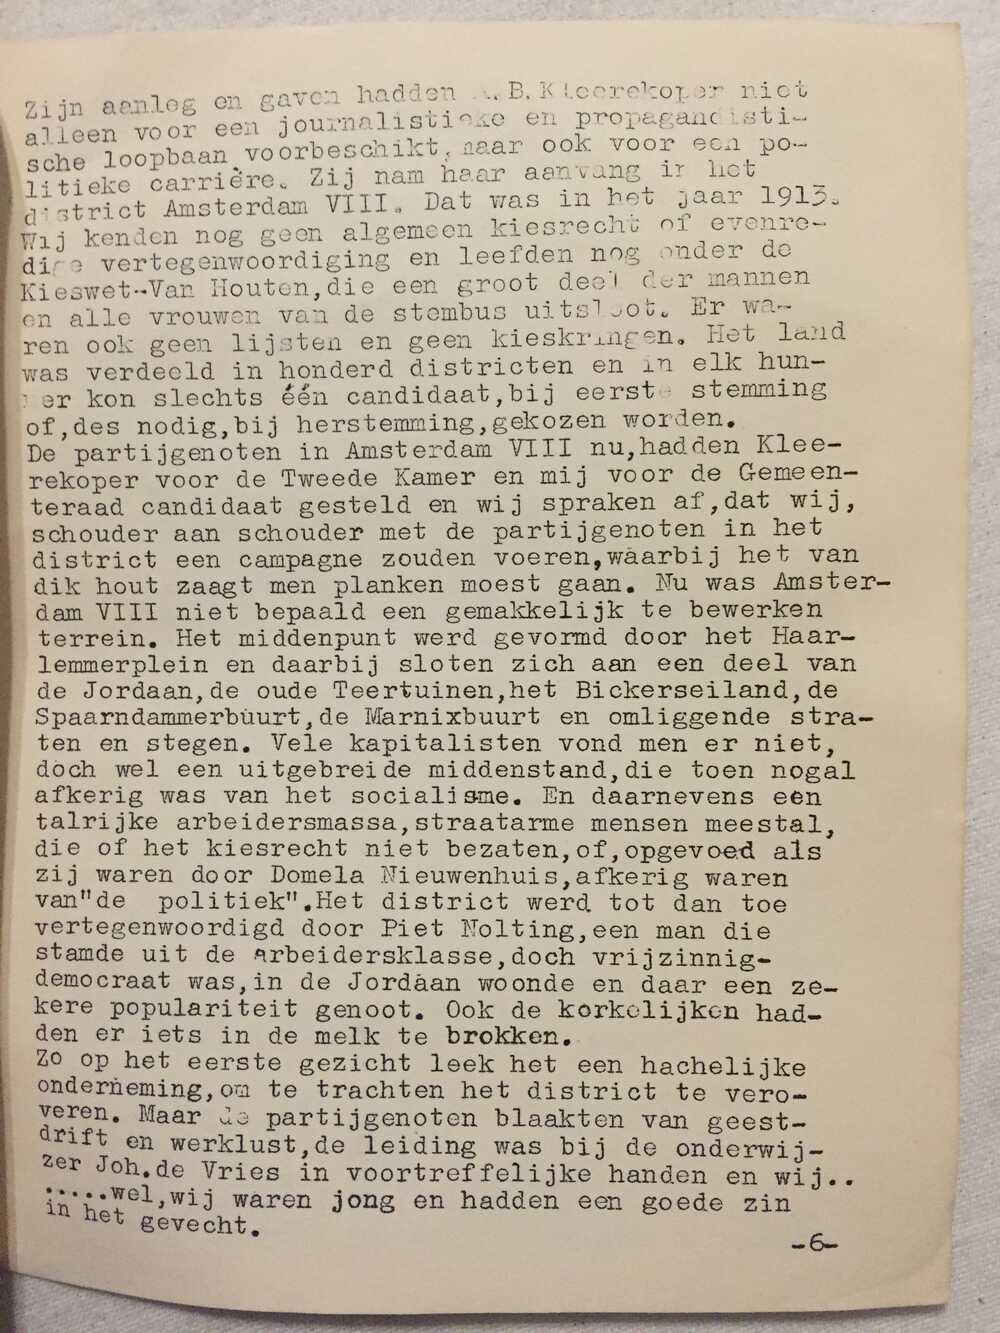 Zijn aanleg en gaven hadden A.B.Kleerekoper niet
alleen voor een journalistieke en propagandisti-
sche loopbaan voorbeschikt,maar ook voor een po-
litieke carrière. Zij nam haar aanvang in het
district Amsterdam VIII. Dat was in het jaar 1913.
Wij kenden nog geen algemeen kiesrecht of evenre-
dige vertegenwoordiging en leefden nog onder de
Kieswet-Van Houten,die een groot deel der mannen
en alle vrouwen van de stembus uitsloot. Er wa-
ren ook geen lijsten en geen kieskringen. Het land
was verdeeld in honderd districten en in elk hun-
ner kon slechts één candidaat,bij eerste stemming
of,des nodig,bij herstemming,gekozen worden.
De partijgenoten in Amsterdam VIII nu,hadden Klee-
rekoper voor de Tweede Kamer en mij voor de Gemeen-
teraad candidaat gesteld en wij spraken af,dat wij,
schouder aan schouder met de partijgenoten in het
district een campagne zouden voeren,waarbij het van
dik hout zaagt men planken moest gaan. Nu was Amster-
dam VIII niet bepaald een gemakkelijk te bewerken
terrein. Het middenpunt werd gevormd door het Haar-
lemmerplein en daarbij sloten zich aan een deel van
de Jordaan,de oude Teertuinen,het Bickerseiland,de
Spaarndammerbuurt,de Marnixbuurt en omliggende stra-
ten en stegen. Vele kapitalisten vond men er niet,
doch wel een uitgebreide middenstand,die toen nogal
afkerig was van het socialisme. En daarnevens een
talrijke arbeidersmassa,straatarme mensen meestal,
die of het kiesrecht niet bezaten,of,opgevoed als
zij waren door Domela Nieuwenhuis,afkerig waren
van"de  politiek".Het district werd tot dan toe
vertegenwoordigd door Piet Nolting,een man die
stamde uit de arbeidersklasse,doch vrijzinnig-
democraat was,in de Jordaan woonde en daar een ze-
kere populariteit genoot. Ook de korkelijken had-
den er iets in de melk te brokken.
Zo op het eerste gezicht leek het een hachelijke
onderneming,om te trachten het district te vero-
veren. Maar de partijgenoten blaakten van geest-
drift en werklust,de leiding was bij de onderwij-
zer Joh.de Vries in voortreffelijke handen en wij..
.....wel,wij waren jong en hadden een goede zin
in het gevecht.
-6-